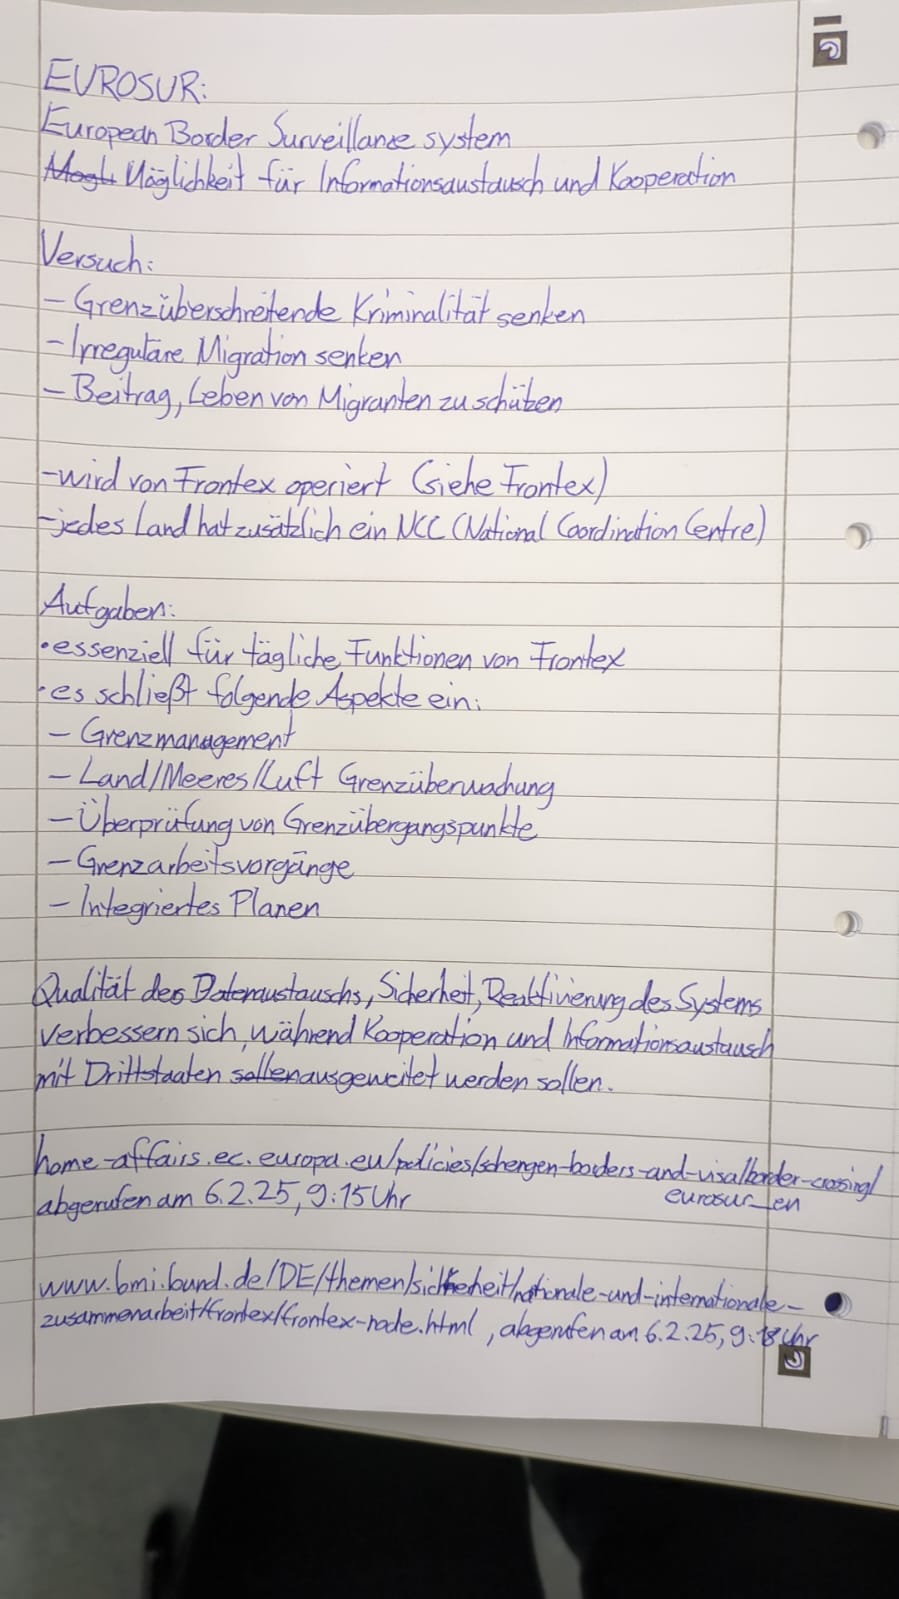 EUROSUR:
European Border Surveillance system
Mögl. Möglichkeit für Informationsaustausch und Kooperation
Versuch:
- Grenzüberschreitende Kriminalität senken
- Irreguläre Migration senken
- Beitrag, Leben von Migranten zu schützen
- wird von Frontex operiert (siehe Frontex)
- jedes Land hat zusätzlich ein NCC (National Coordination Centre)
Aufgaben:
• essenziell für tägliche Funktionen von Frontex
• es schließt folgende Aspekte ein:
- Grenzmanagement
- Land/Meeres/Luft Grenzüberwachung
- Überprüfung von Grenzübergangspunkte
- Grenzarbeitsvorgänge
- Integriertes Planen
Qualität des Datenaustauschs, Sicherheit, Reaktivierung des Systems
verbessern sich, während Kooperation und Informationsaustausch
mit Drittstaaten sollen ausgeweitet werden sollen.
home-affairs.ec.europa.eu/policies/schengen-borders-and-visa/border-crossing/
eurosur_en
abgerufen am 6.2.25, 9:15 Uhr
www.bmi.bund.de/DE/themen/sicherheit/nationale-und-internationale-
zusammenarbeit/frontex/frontex-node.html, abgerufen am 6.2.25, 9:18 Uhr